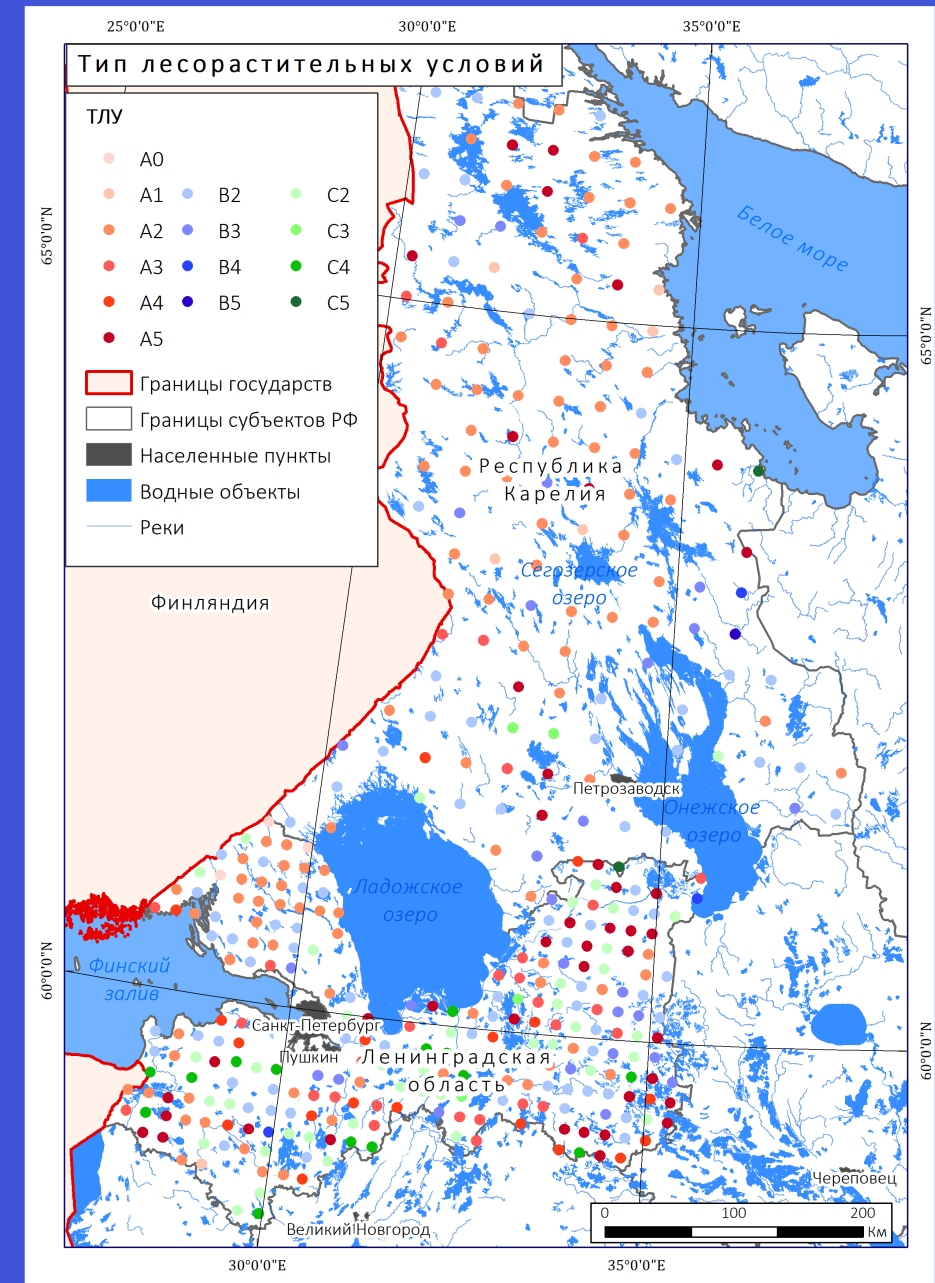 25°0'0"E
30°0'0"E
35°0'0"E
Тип лесорастительных условий
ТЛУ
A0
A1
B2
C2
A2
B3
C3
A3
B4
C4
A4
B5
C5
A5
Границы государств
Границы субъектов РФ
Населенные пункты
Водные объекты
Реки
65°0'0"N
65°0'0"N
Белое море
Республика
Карелия
Сегозерское
озеро
Финляндия
Петрозаводск
Онежское
озеро
Ладожское
озеро
60°0'0"N
60°0'0"N
Финский
залив
Санкт-Петербург
Пушкин
Ленинградская
область
Череповец
Великий Новгород
0
100
200
Км
30°0'0"E
35°0'0"E